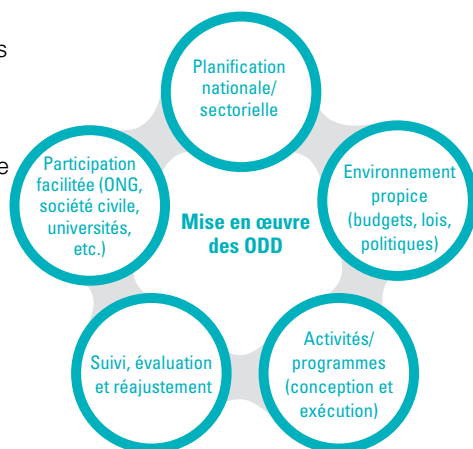 s
e
Planification
nationale/
sectorielle
Participation
facilitée (ONG,
société civile,
universités,
etc.)
Environnement
propice
(budgets, lois,
politiques)
Mise en œuvre
des ODD
Suivi, évaluation
et réajustement
Activités/
programmes
(conception et
exécution)